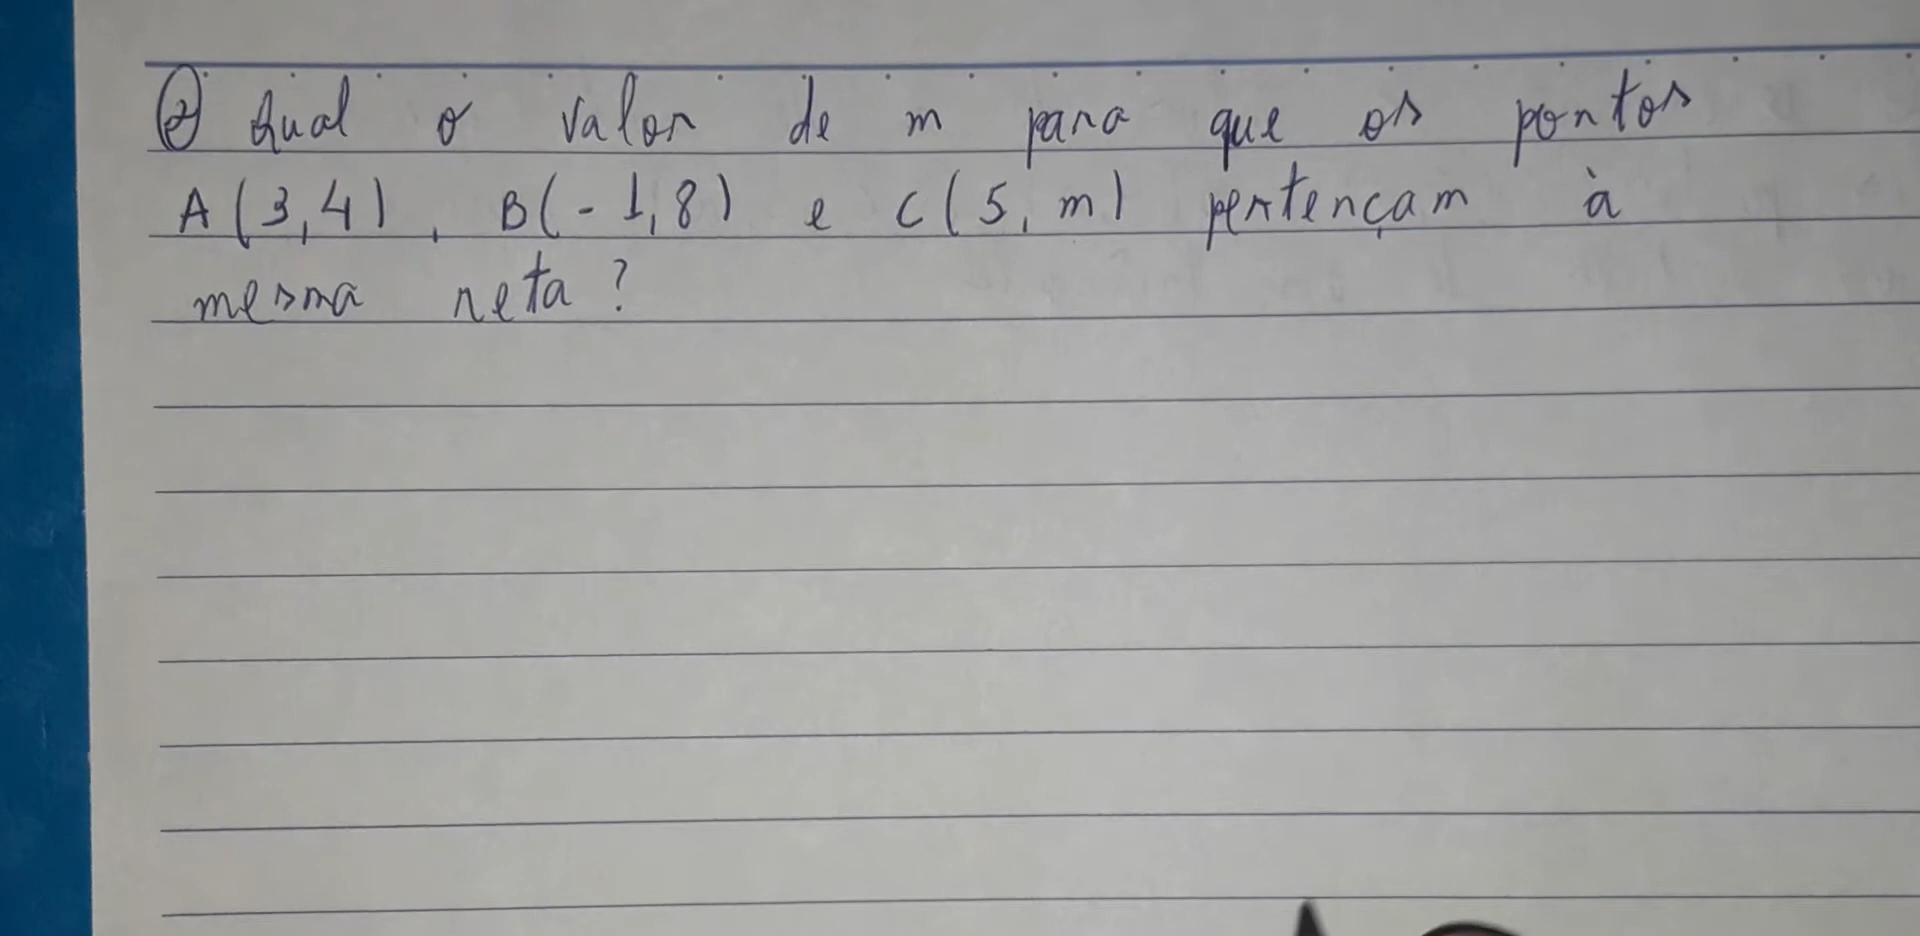 ② Qual o valor de m para que os pontos
A(3,4), B(-1,8) e C(5,m) pertençam à
mesma reta?